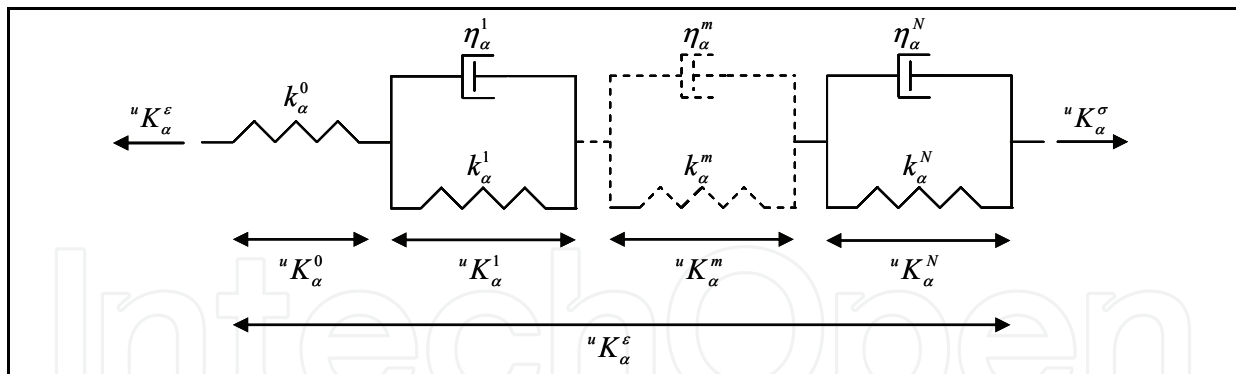 η_α^1 η_α^m η_α^N
k_α^0
^uK_α^ε ^uK_α^σ
k_α^1 k_α^m k_α^N
^uK_α^0 ^uK_α^1 ^uK_α^m ^uK_α^N
^uK_α^ε
IntechOpen